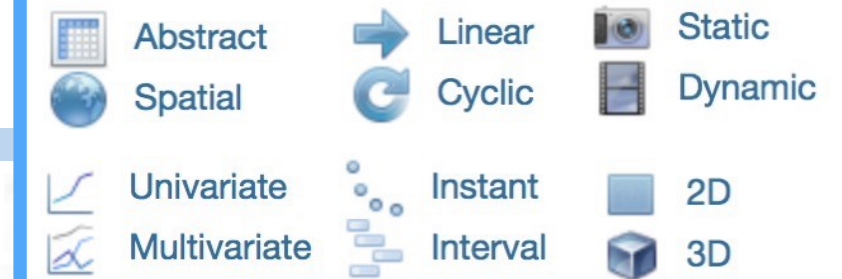 Abstract
Linear
Static
Spatial
Cyclic
Dynamic
Univariate
Instant
2D
Multivariate
Interval
3D